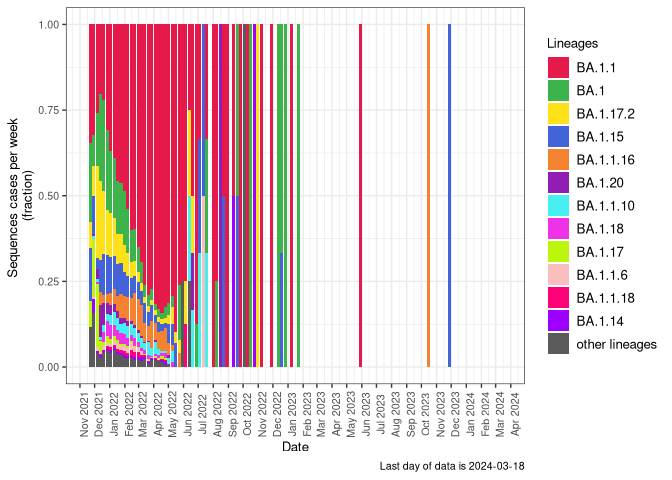 1.00
0.75
0.50
0.25
0.00
Sequences cases per week
(fraction)
Nov 2021
Dec 2021
Jan 2022
Feb 2022
Mar 2022
Apr 2022
May 2022
Jun 2022
Jul 2022
Aug 2022
Sep 2022
Oct 2022
Nov 2022
Dec 2022
Jan 2023
Feb 2023
Mar 2023
Apr 2023
May 2023
Jun 2023
Jul 2023
Aug 2023
Sep 2023
Oct 2023
Nov 2023
Dec 2023
Jan 2024
Feb 2024
Mar 2024
Apr 2024
Date
Lineages
BA.1.1
BA.1
BA.1.17.2
BA.1.15
BA.1.1.16
BA.1.20
BA.1.1.10
BA.1.18
BA.1.17
BA.1.1.6
BA.1.1.18
BA.1.14
other lineages
Last day of data is 2024-03-18